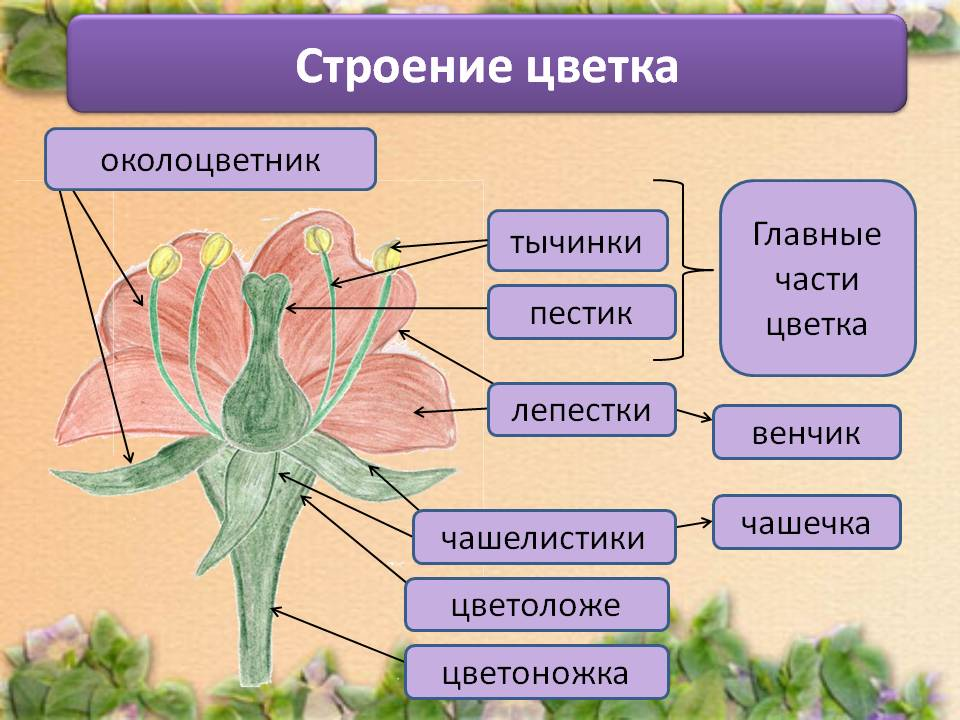 Строение цветка
околоцветник
тычинки
пестик
Главные
части
цветка
лепестки
венчик
чашечка
чашелистики
цветоложе
цветоножка